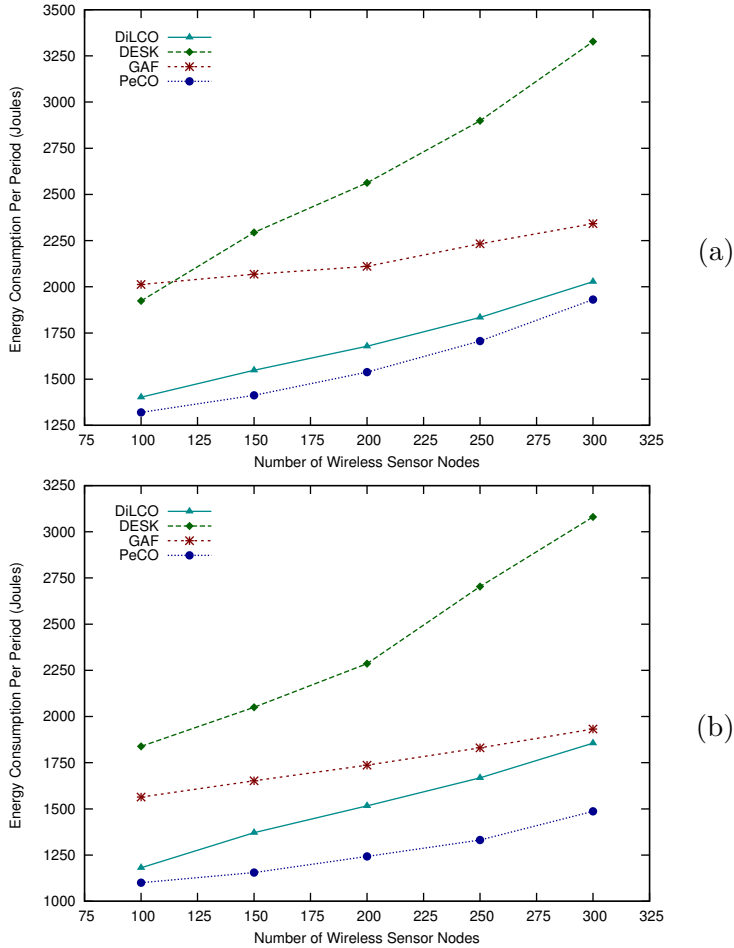 3500
3250
3000
2750
2500
2250
2000
1750
1500
1250
Energy Consumption Per Period (Joules)
DiLCO
DESK
GAF
PeCO
75 100 125 150 175 200 225 250 275 300 325
Number of Wireless Sensor Nodes
(a)
3250
3000
2750
2500
2250
2000
1750
1500
1250
1000
Energy Consumption Per Period (Joules)
DiLCO
DESK
GAF
PeCO
75 100 125 150 175 200 225 250 275 300 325
Number of Wireless Sensor Nodes
(b)